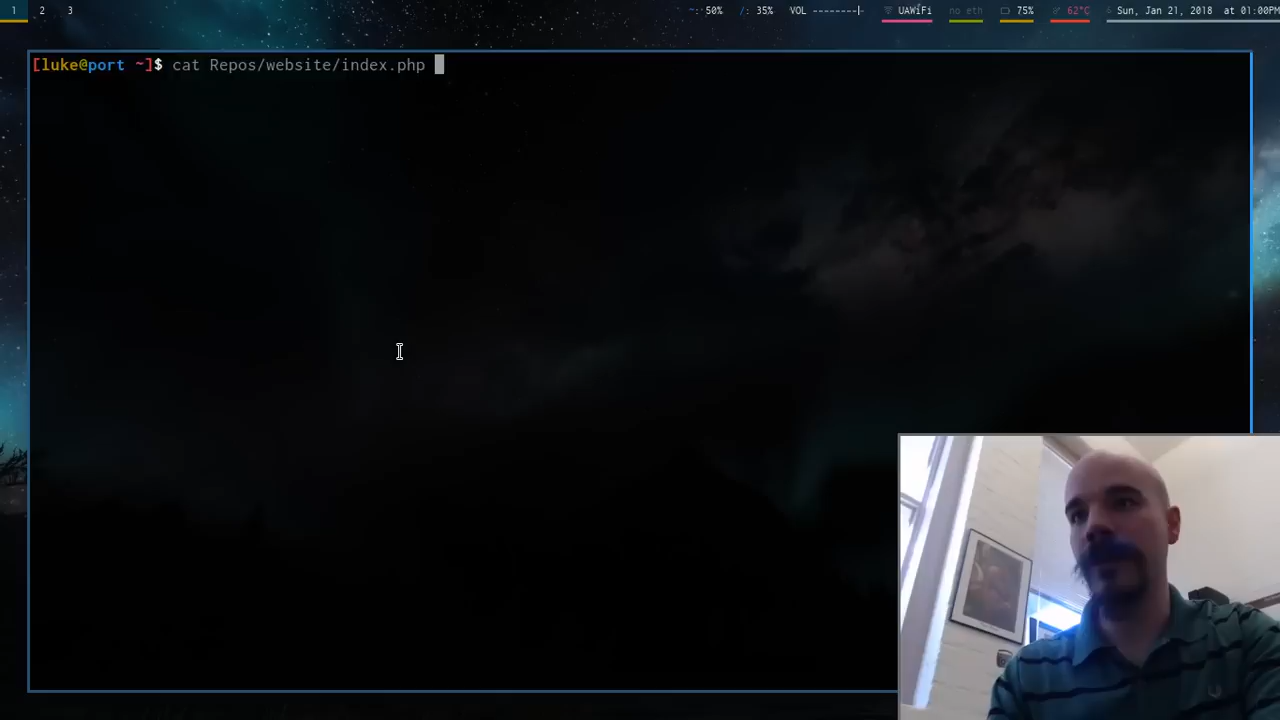 1 2 3 ~: 50% /: 35% VOL --------|- UAWiFi no eth 75% 62°C Sun, Jan 21, 2018 at 01:00PM
[luke@port ~]$ cat Repos/website/index.php